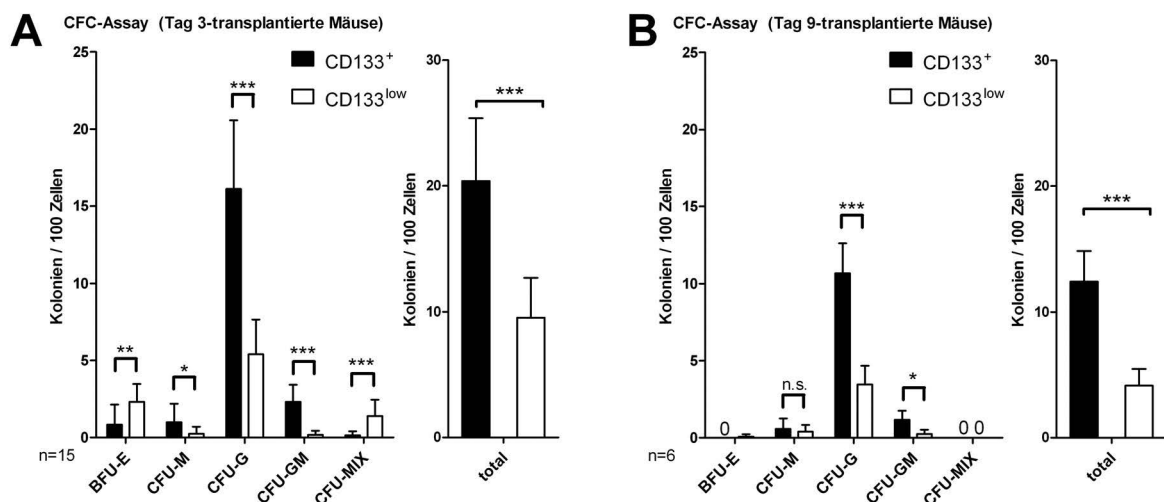 A CFC-Assay (Tag 3-transplantierte Mäuse)
Kolonien / 100 Zellen
25
20
15
10
5
0
CD133+
CD133low
***
**
*
***
***
BFU-E
CFU-M
CFU-G
CFU-GM
CFU-MIX
n=15
Kolonien / 100 Zellen
30
20
10
0
***
total
B CFC-Assay (Tag 9-transplantierte Mäuse)
Kolonien / 100 Zellen
25
20
15
10
5
0
CD133+
CD133low
***
n.s.
*
0
0 0
BFU-E
CFU-M
CFU-G
CFU-GM
CFU-MIX
n=6
Kolonien / 100 Zellen
30
20
10
0
***
total